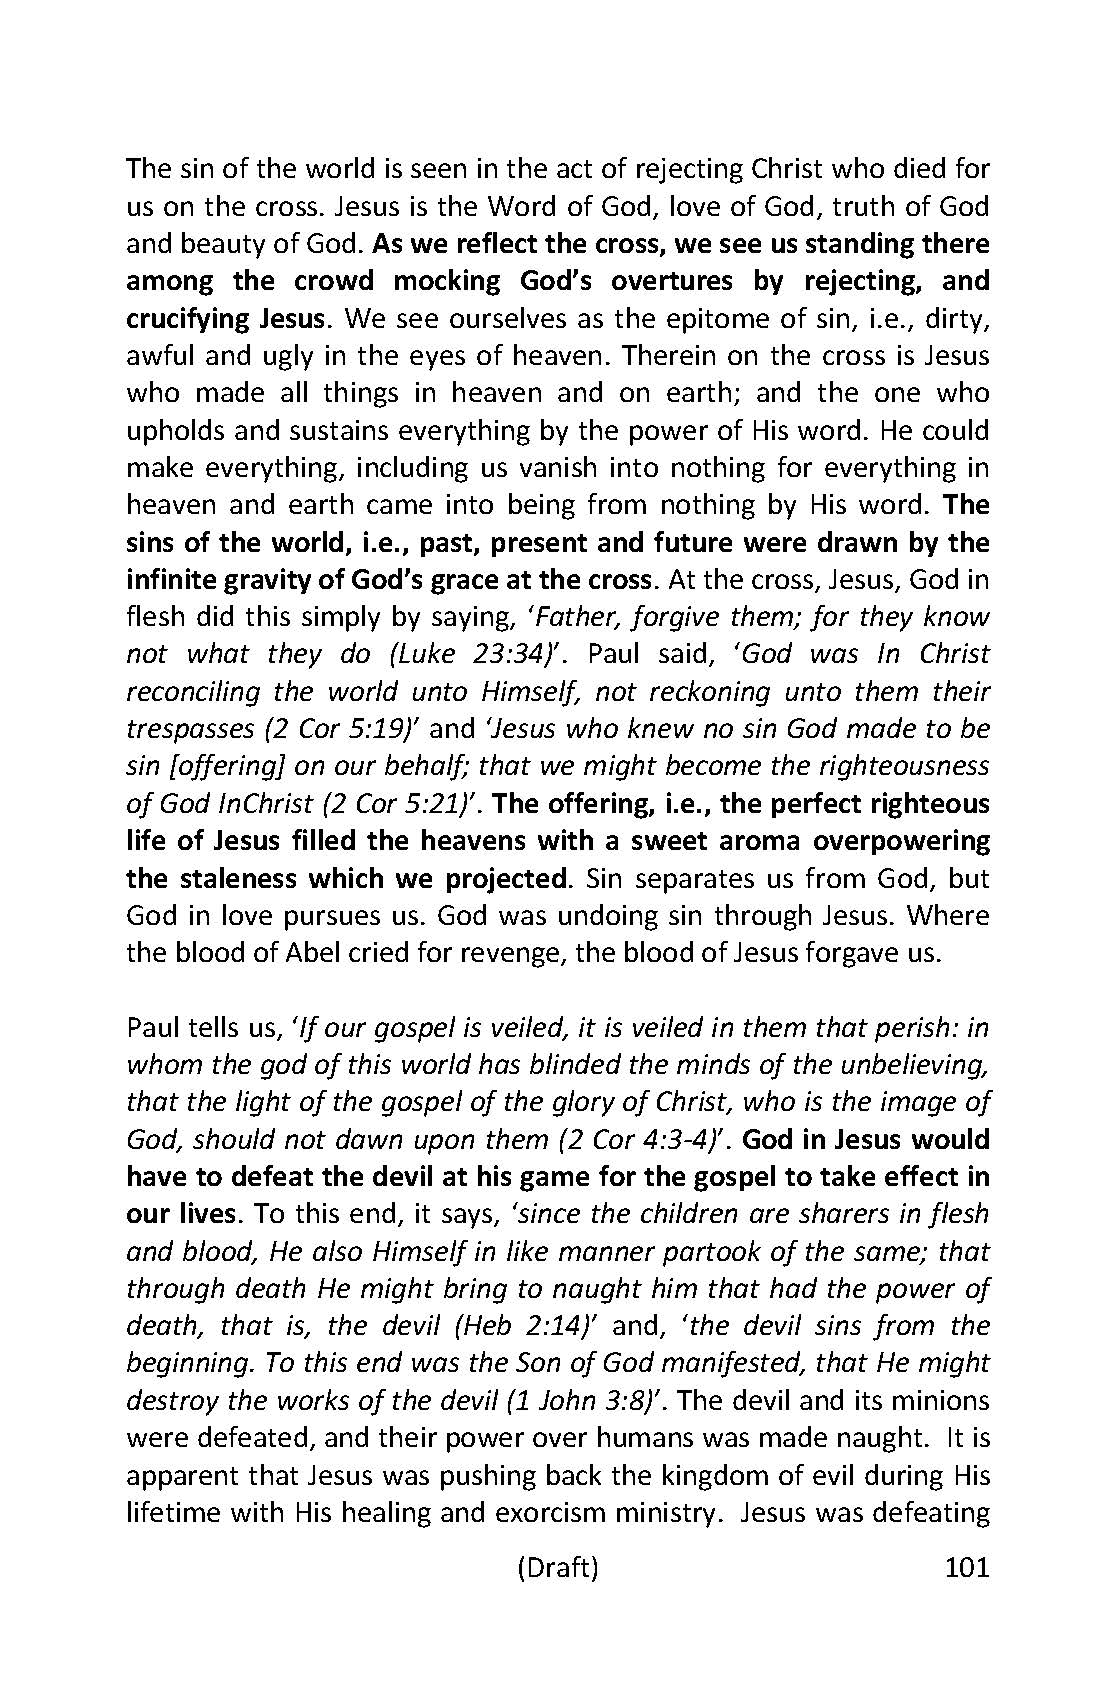 The sin of the world is seen in the act of rejecting Christ who died for
us on the cross. Jesus is the Word of God, love of God, truth of God
and beauty of God. As we reflect the cross, we see us standing there
among the crowd mocking God’s overtures by rejecting, and
crucifying Jesus. We see ourselves as the epitome of sin, i.e., dirty,
awful and ugly in the eyes of heaven. Therein on the cross is Jesus
who made all things in heaven and on earth; and the one who
upholds and sustains everything by the power of His word. He could
make everything, including us vanish into nothing for everything in
heaven and earth came into being from nothing by His word. The
sins of the world, i.e., past, present and future were drawn by the
infinite gravity of God’s grace at the cross. At the cross, Jesus, God in
flesh did this simply by saying, ‘Father, forgive them; for they know
not what they do (Luke 23:34)’. Paul said, ‘God was In Christ
reconciling the world unto Himself, not reckoning unto them their
trespasses (2 Cor 5:19)’ and ‘Jesus who knew no sin God made to be
sin [offering] on our behalf; that we might become the righteousness
of God InChrist (2 Cor 5:21)’. The offering, i.e., the perfect righteous
life of Jesus filled the heavens with a sweet aroma overpowering
the staleness which we projected. Sin separates us from God, but
God in love pursues us. God was undoing sin through Jesus. Where
the blood of Abel cried for revenge, the blood of Jesus forgave us.
Paul tells us, ‘If our gospel is veiled, it is veiled in them that perish: in
whom the god of this world has blinded the minds of the unbelieving,
that the light of the gospel of the glory of Christ, who is the image of
God, should not dawn upon them (2 Cor 4:3-4)’. God in Jesus would
have to defeat the devil at his game for the gospel to take effect in
our lives. To this end, it says, ‘since the children are sharers in flesh
and blood, He also Himself in like manner partook of the same; that
through death He might bring to naught him that had the power of
death, that is, the devil (Heb 2:14)’ and, ‘the devil sins from the
beginning. To this end was the Son of God manifested, that He might
destroy the works of the devil (1 John 3:8)’. The devil and its minions
were defeated, and their power over humans was made naught.  It is
apparent that Jesus was pushing back the kingdom of evil during His
lifetime with His healing and exorcism ministry.  Jesus was defeating
(Draft) 101